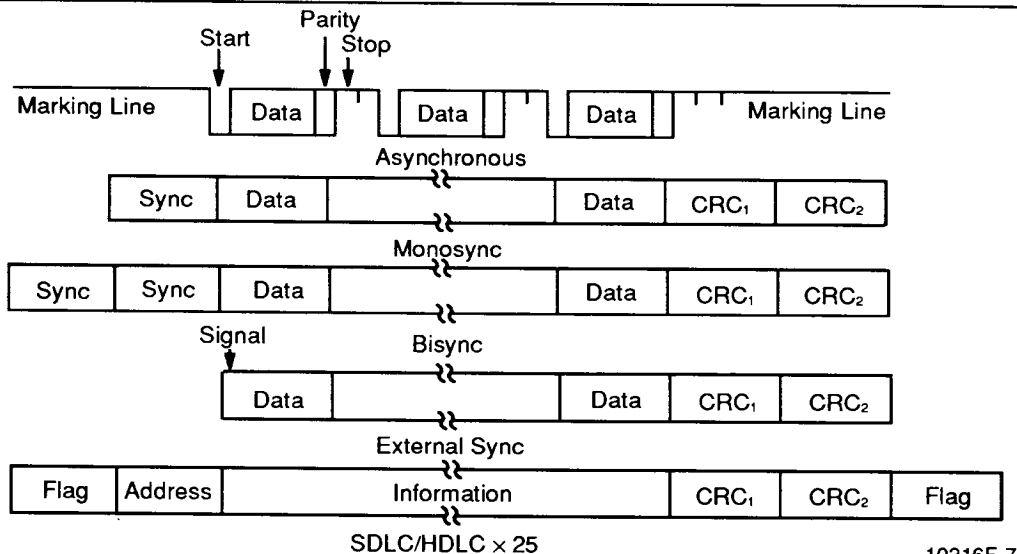 Parity
Start Stop
Marking Line Data Data Data Marking Line
Asynchronous
Sync Data Data CRC₁ CRC₂
Monosync
Sync Sync Data Data CRC₁ CRC₂
Signal
Bisync
Data Data CRC₁ CRC₂
External Sync
Flag Address Information CRC₁ CRC₂ Flag
SDLC/HDLC × 25